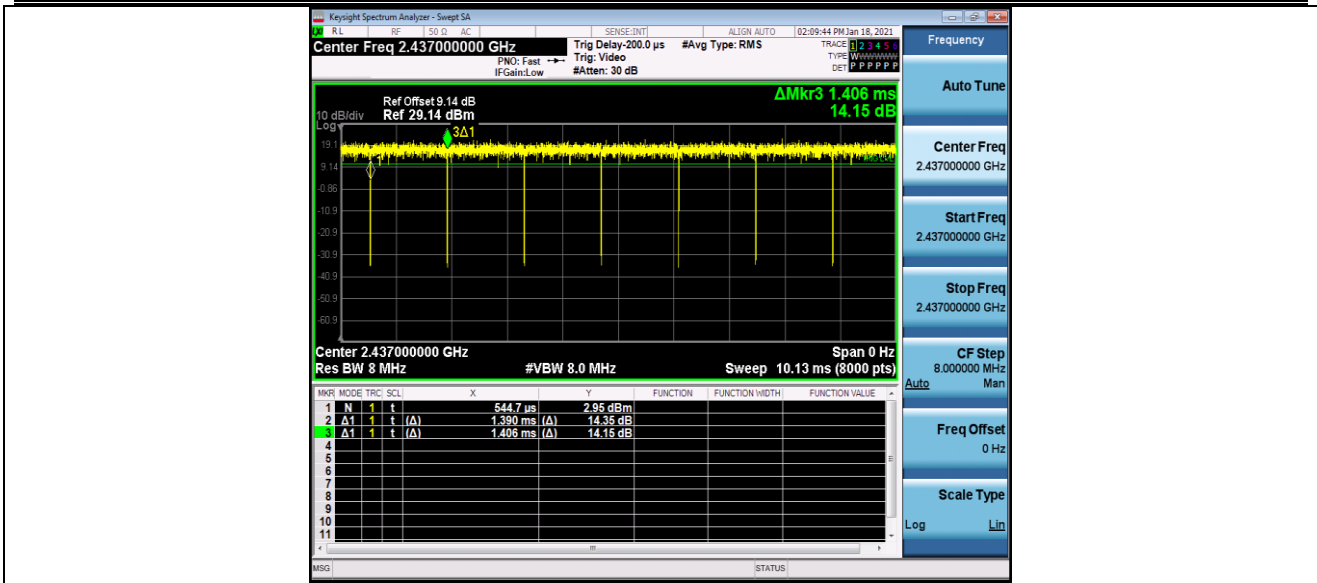 Keysight Spectrum Analyzer - Swept SA
RL RF 50 Ω AC SENSE:INT ALIGN AUTO 02:09:44 PM Jan 18, 2021
Center Freq 2.437000000 GHz
PNO: Fast
IFGain:Low
Trig Delay-200.0 µs
Trig: Video
#Atten: 30 dB
#Avg Type: RMS
TRACE 1 2 3 4 5 6
TYPE WWWWWW
DET P P P P P P
ΔMkr3 1.406 ms
14.15 dB
Ref Offset 9.14 dB
10 dB/div Ref 29.14 dBm
Log
3Δ1
19.1
1
9.14
-0.86
-10.9
-20.9
-30.9
-40.9
-50.9
-60.9
Center 2.437000000 GHz Span 0 Hz
Res BW 8 MHz #VBW 8.0 MHz Sweep 10.13 ms (8000 pts)
MKR MODE TRC SCL X Y FUNCTION FUNCTION WIDTH FUNCTION VALUE
1 N 1 t 544.7 µs 2.95 dBm
2 Δ1 1 t (Δ) 1.390 ms (Δ) 14.35 dB
3 Δ1 1 t (Δ) 1.406 ms (Δ) 14.15 dB
4
5
6
7
8
9
10
11
MSG STATUS
Frequency
Auto Tune
Center Freq
2.437000000 GHz
Start Freq
2.437000000 GHz
Stop Freq
2.437000000 GHz
CF Step
8.000000 MHz
Auto Man
Freq Offset
0 Hz
Scale Type
Log Lin